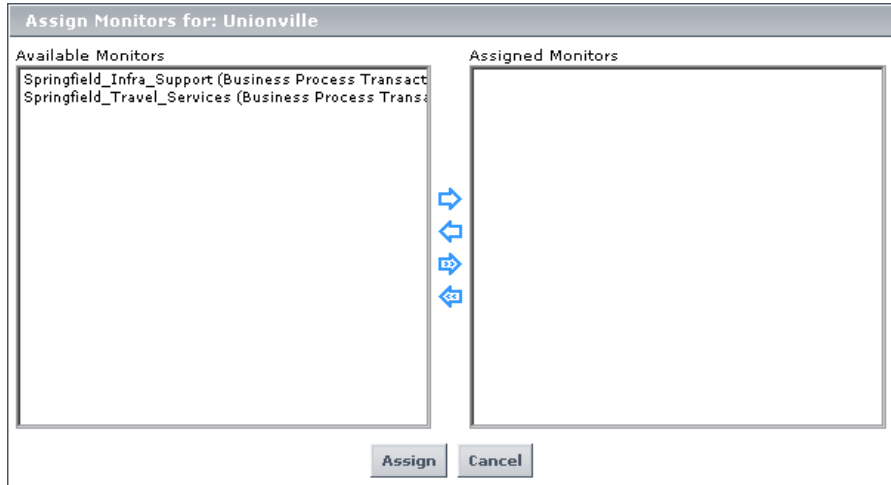 Assign Monitors for: Unionville
Available Monitors
Assigned Monitors
Springfield_Infra_Support (Business Process Transact
Springfield_Travel_Services (Business Process Transa
Assign
Cancel